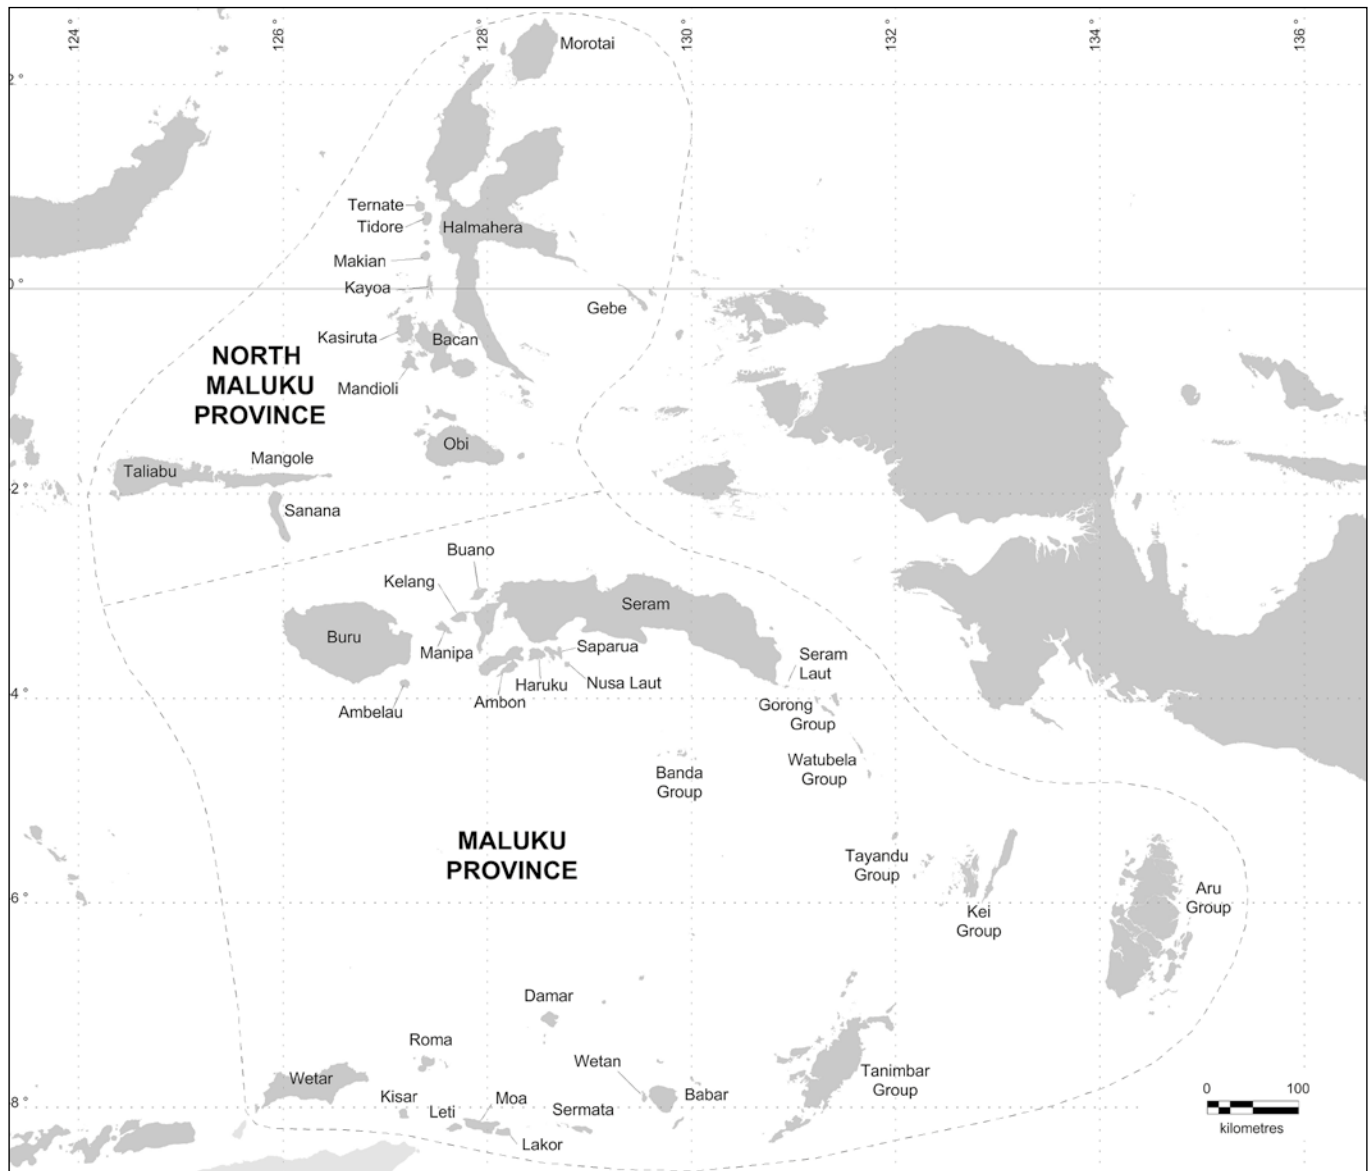 124 °
126 °
128 °
130 °
132 °
134 °
136 °
Morotai
2 °
Ternate
Tidore
Halmahera
Makian
Kayoa
0 °
Gebe
Kasiruta
Bacan
NORTH
MALUKU
PROVINCE
Mandioli
Obi
Mangole
Taliabu
2 °
Sanana
Buano
Kelang
Seram
Buru
Manipa
Saparua
Seram
Laut
Haruku
Nusa Laut
Ambon
4 °
Ambelau
Gorong
Group
Watubela
Group
Banda
Group
MALUKU
PROVINCE
Tayandu
Group
Aru
Group
6 °
Kei
Group
Damar
Roma
Wetan
Tanimbar
Group
Wetar
Kisar
Moa
Babar
0
100
8 °
Leti
Sermata
kilometres
Lakor